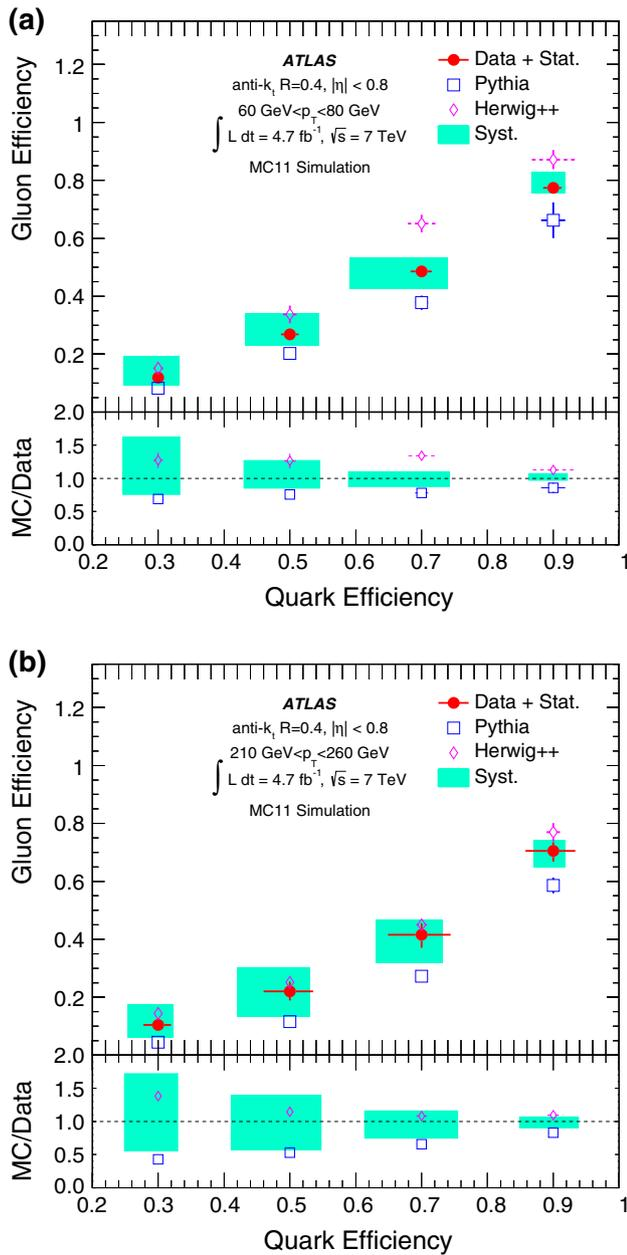 (a)
ATLAS
anti-k_t R=0.4, |η| < 0.8
60 GeV<p_T<80 GeV
∫ L dt = 4.7 fb⁻¹, √s = 7 TeV
MC11 Simulation
Data + Stat.
Pythia
Herwig++
Syst.
Gluon Efficiency
1.2
1
0.8
0.6
0.4
0.2
MC/Data
2.0
1.5
1.0
0.5
0.0
0.2 0.3 0.4 0.5 0.6 0.7 0.8 0.9 1
Quark Efficiency
(b)
ATLAS
anti-k_t R=0.4, |η| < 0.8
210 GeV<p_T<260 GeV
∫ L dt = 4.7 fb⁻¹, √s = 7 TeV
MC11 Simulation
Data + Stat.
Pythia
Herwig++
Syst.
Gluon Efficiency
1.2
1
0.8
0.6
0.4
0.2
MC/Data
2.0
1.5
1.0
0.5
0.0
0.2 0.3 0.4 0.5 0.6 0.7 0.8 0.9 1
Quark Efficiency